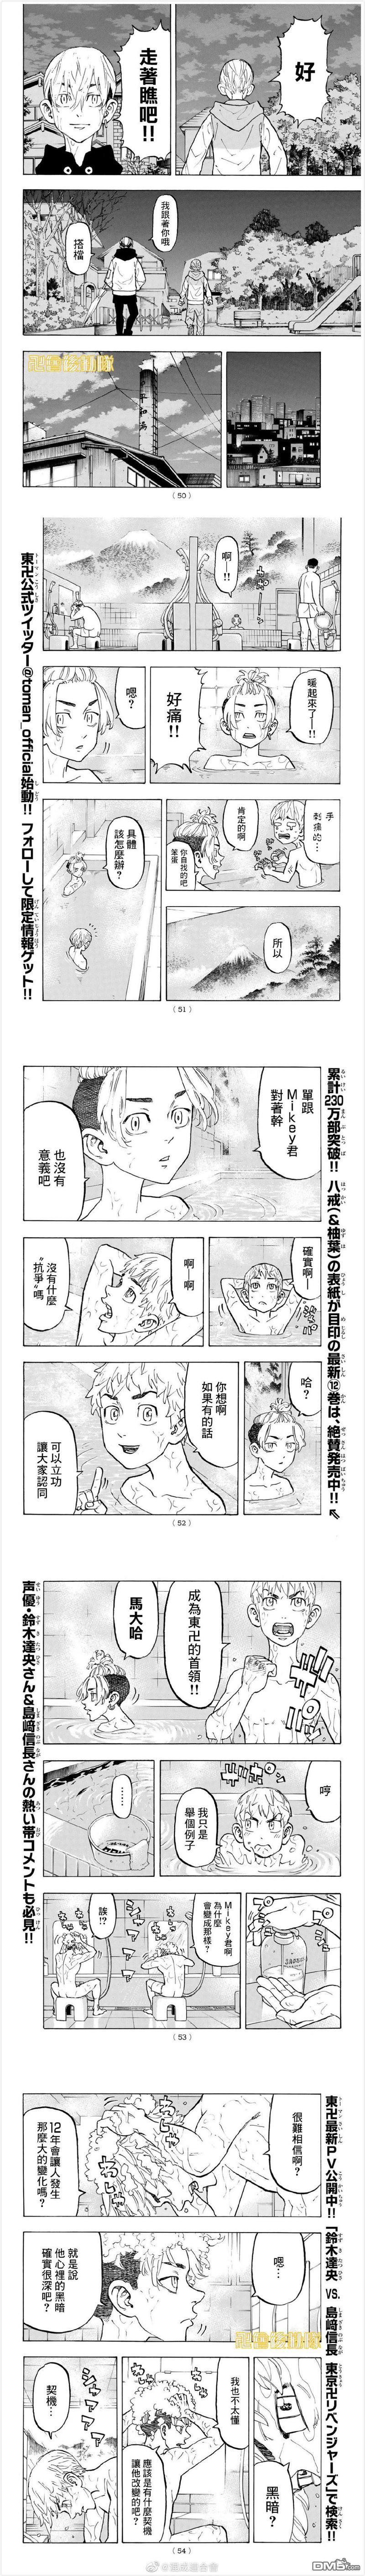 好
走著瞧吧!!
我跟著你哦
搭檔
平和湯
（50）
東卍公式ツイッター@toman_official始動!! フォローして限定情報ゲット!!
啊!!
暖起來了!!
好痛!!
嗯?
手刺痛的…
肯定的啊
你自找的吧
笨蛋
具體
該怎麼辦?
所以
（51）
累計230万部突破!! 八戒(&柚葉)の表紙が目印の最新⑫巻は、絶賛発売中!!
單跟
Mikey君
對著幹
也沒有
意義吧
確實啊ー
啊
啊
沒有什麼
“抗爭”嗎
哈?
你想啊
如果有的話
可以立功
讓大家認同
（52）
声優・鈴木達央さん&島﨑信長さんの熱い帯コメントも必見!!
成為東卍的首領!!
馬大哈
哼
我只是
舉個例子
……
Mikey君啊
為什麼
會變成那樣?
誒!?
（53）
東卍最新PV公開中!!「鈴木達央 VS. 島﨑信長 東京卍リベンジャーズ」で検索!!
很難相信啊?
わしゃ
わしゃ
12年會讓人發生
那麼大的變化嗎?
嗯…
就是說
他心裡的黑暗
確實很深吧?
黑暗?
我也不太懂
應該是有什麼契機
讓他改變的吧?
契機…
（54）